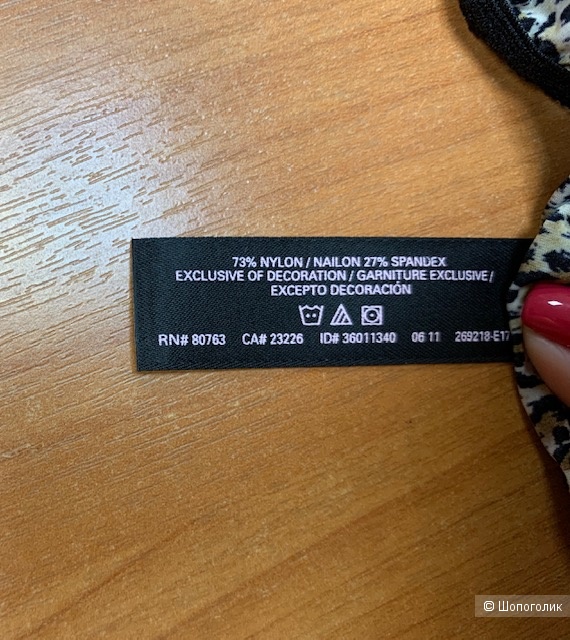 73% NYLON / NAILON 27% SPANDEX
EXCLUSIVE OF DECORATION / GARNITURE EXCLUSIVE/
EXCEPTO DECORACIÓN
RN# 80763 CA# 23226 ID# 36011340 06 11 269218-E17
© Шопоголик